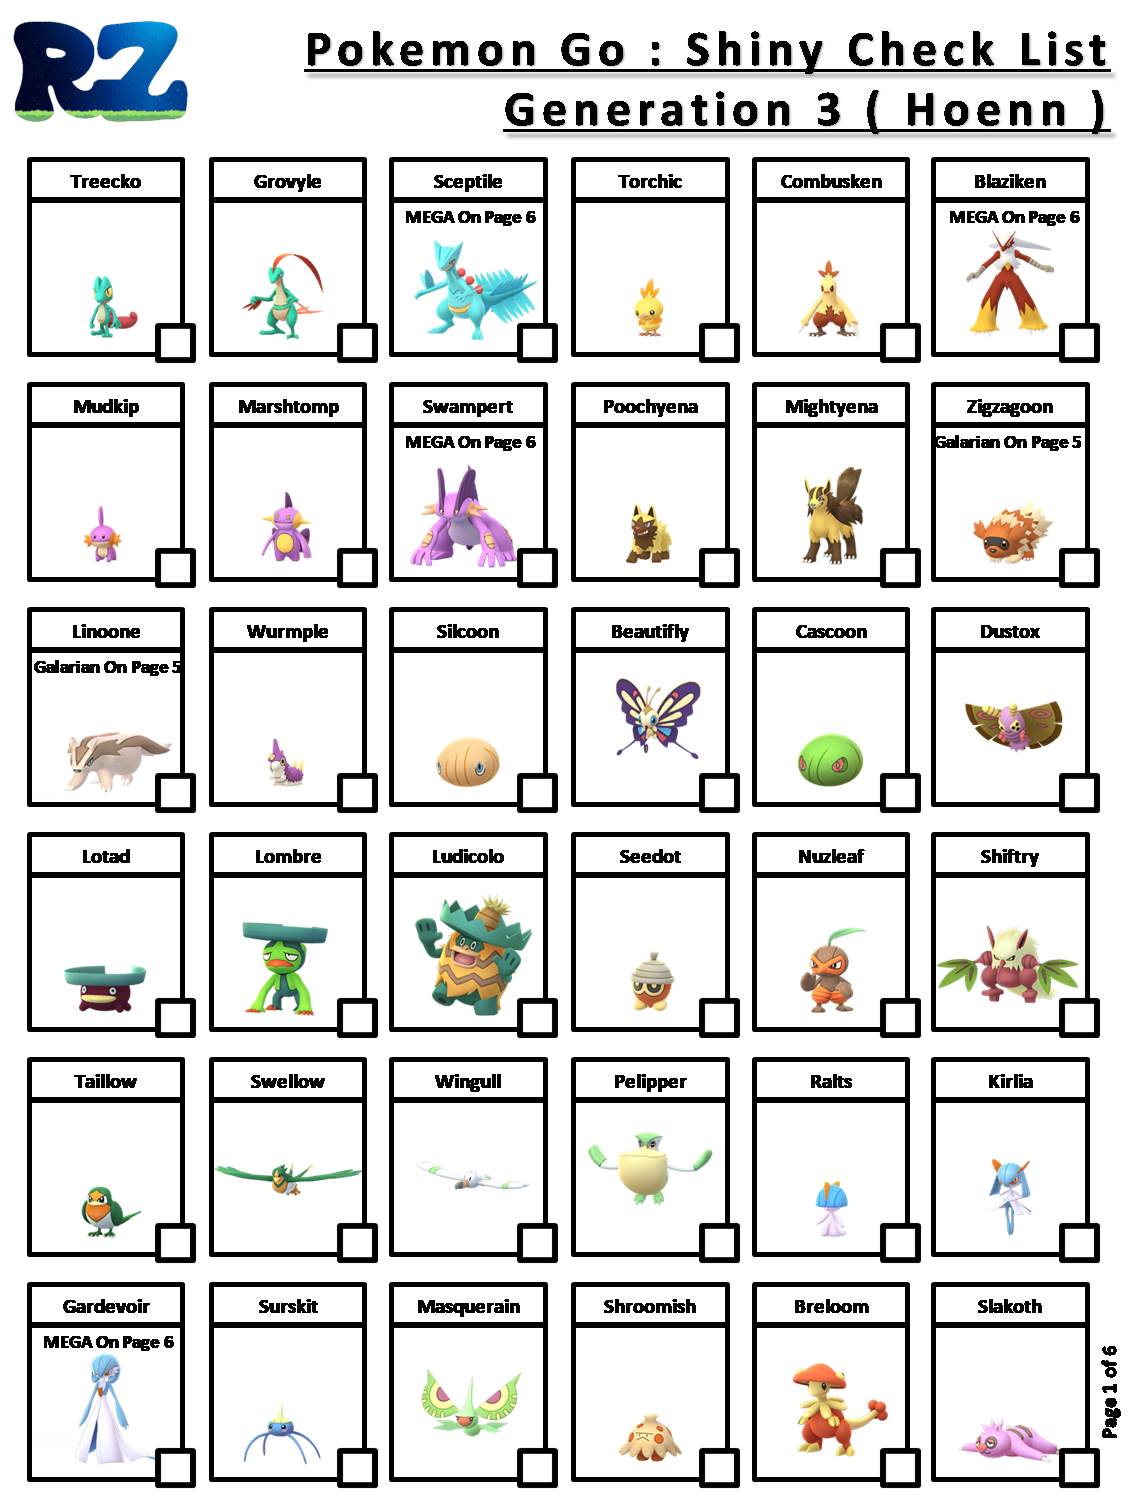 RZ
Pokemon Go : Shiny Check List
Generation 3 ( Hoenn )
Treecko
Grovyle
Sceptile
MEGA On Page 6
Torchic
Combusken
Blaziken
MEGA On Page 6
Mudkip
Marshtomp
Swampert
MEGA On Page 6
Poochyena
Mightyena
Zigzagoon
Galarian On Page 5
Linoone
Galarian On Page 5
Wurmple
Silcoon
Beautifly
Cascoon
Dustox
Lotad
Lombre
Ludicolo
Seedot
Nuzleaf
Shiftry
Taillow
Swellow
Wingull
Pelipper
Ralts
Kirlia
Gardevoir
MEGA On Page 6
Surskit
Masquerain
Shroomish
Breloom
Slakoth
Page 1 of 6